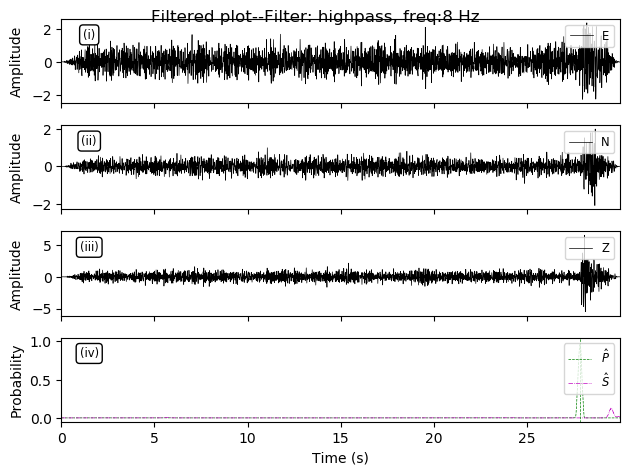 Filtered plot--Filter: highpass, freq:8 Hz
Amplitude
2
0
−2
(i)
E
Amplitude
2
0
−2
(ii)
N
Amplitude
5
0
−5
(iii)
Z
Probability
1.0
0.5
0.0
(iv)
P̂
Ŝ
0 5 10 15 20 25
Time (s)